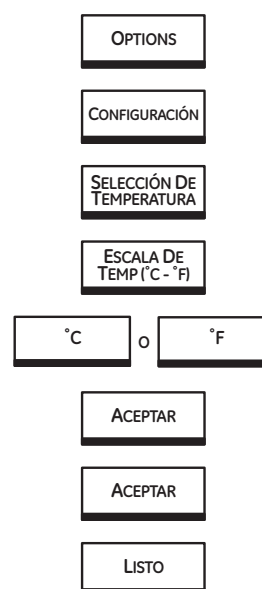 OPTIONS
CONFIGURACIÓN
SELECCIÓN DE
TEMPERATURA
ESCALA DE
TEMP (˚C - ˚F)
˚C o ˚F
ACEPTAR
ACEPTAR
LISTO